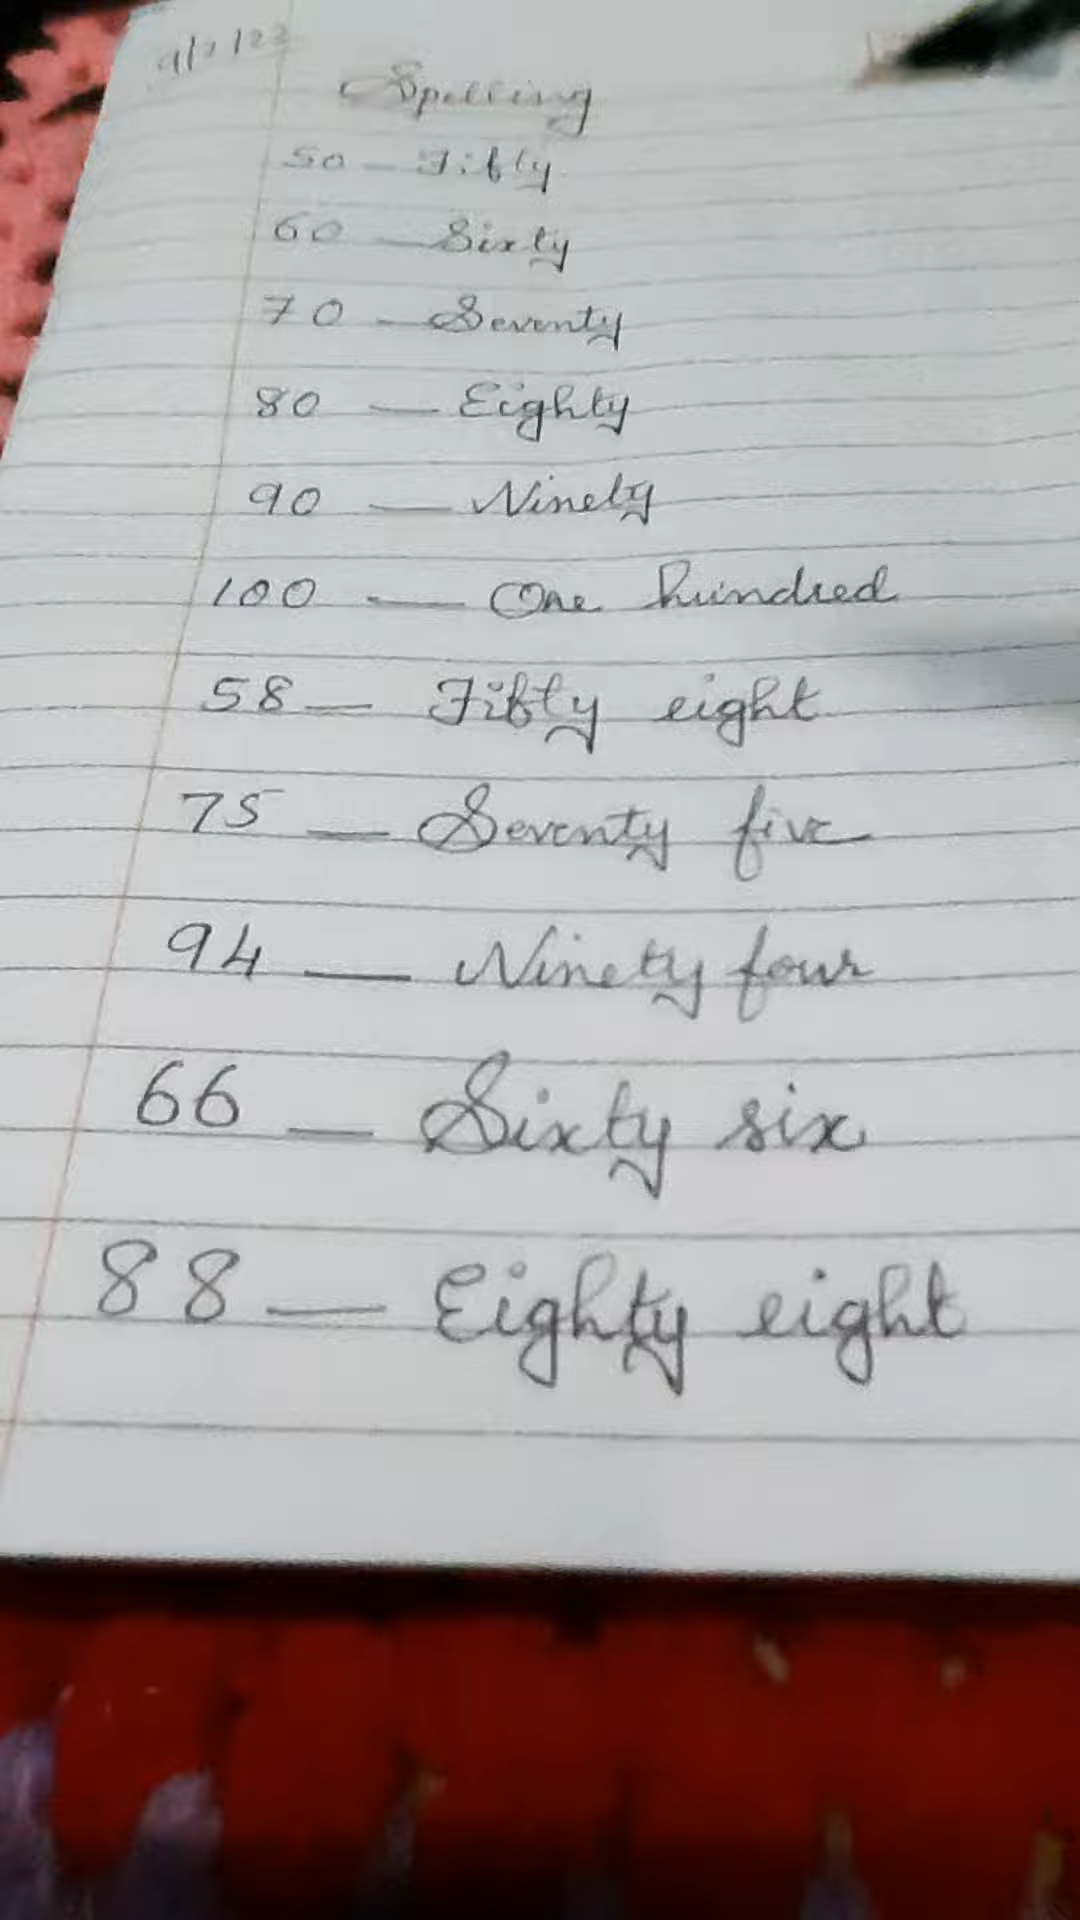 Spelling
50 - Fifty
60 - Sixty
70 - Seventy
80 - Eighty
90 - Ninety
100 - One hundred
58 - Fifty eight
75 - Seventy five
94 - Ninety four
66 - Sixty six
88 - Eighty eight